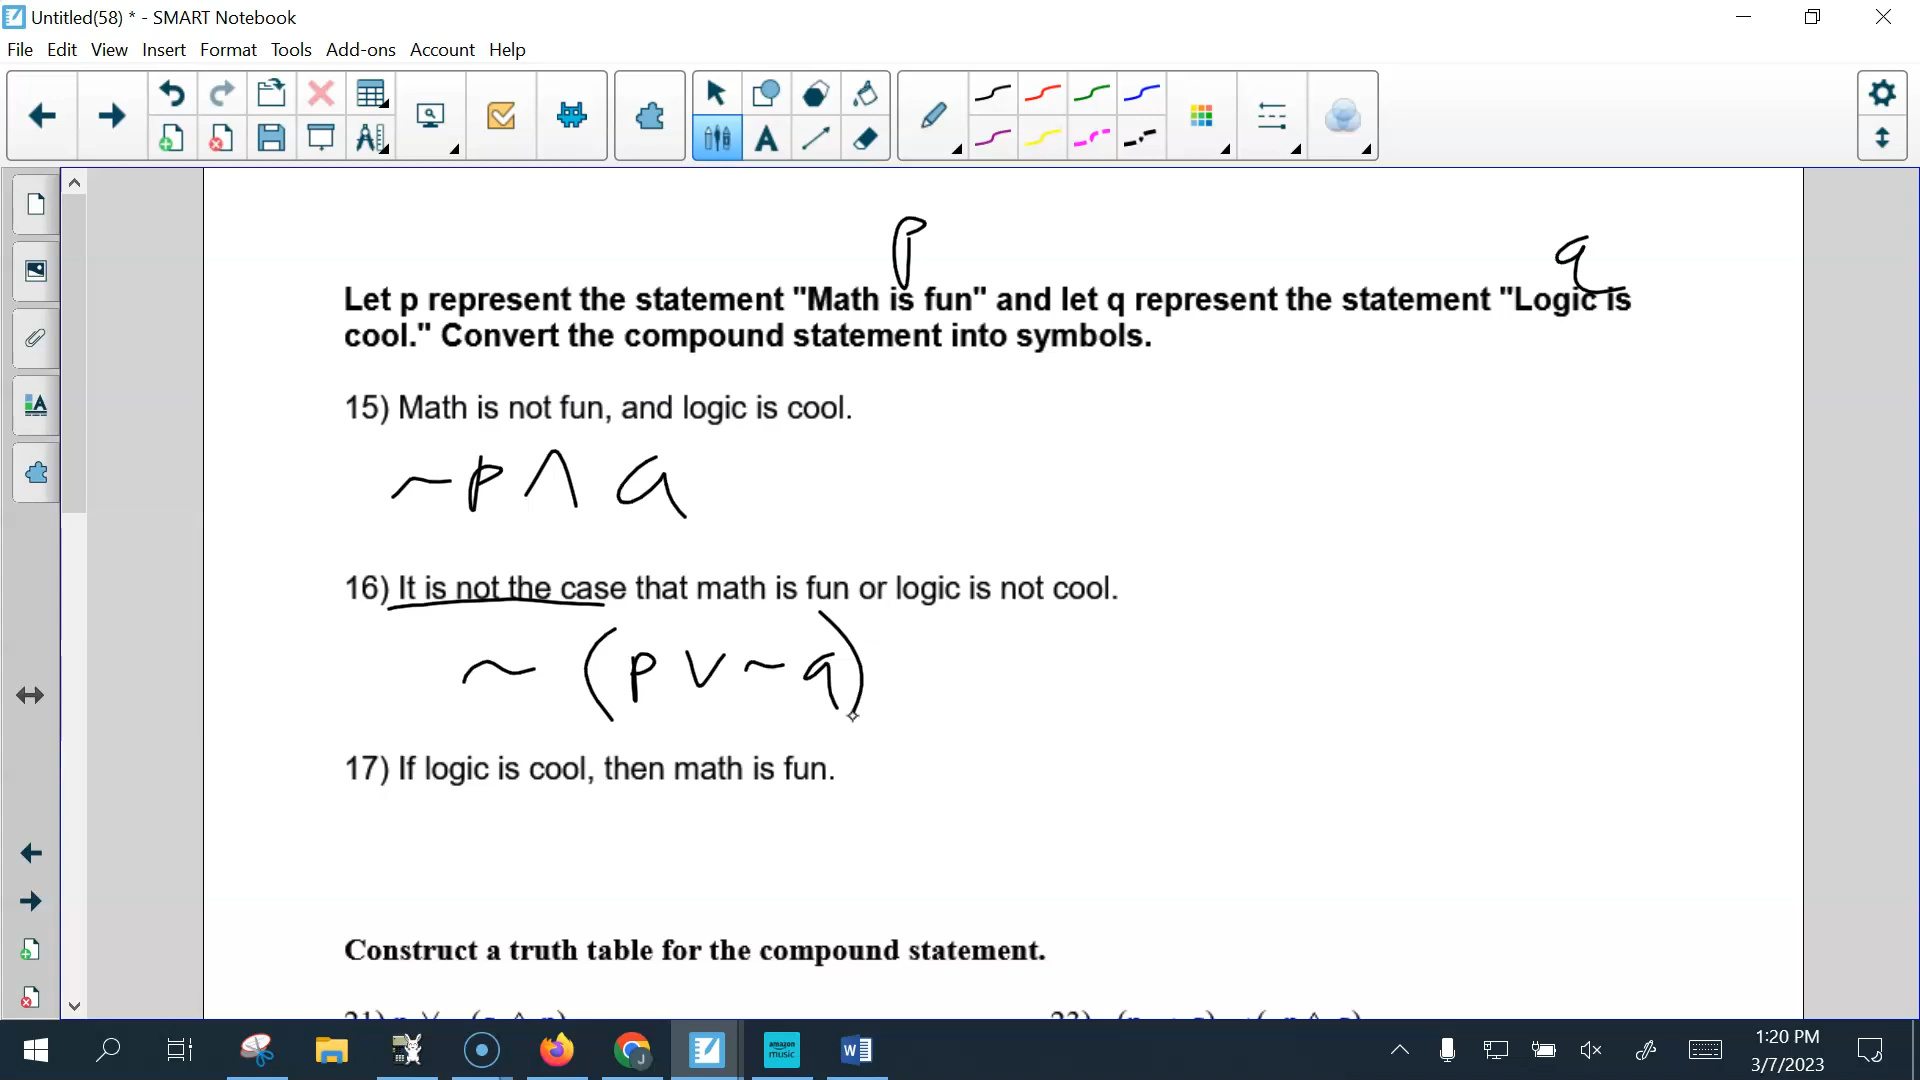 Untitled(58) * - SMART Notebook
File Edit View Insert Format Tools Add-ons Account Help
p q
Let p represent the statement "Math is fun" and let q represent the statement "Logic is
cool." Convert the compound statement into symbols.
15) Math is not fun, and logic is cool.
~p ∧ q
16) It is not the case that math is fun or logic is not cool.
~ (p ∨ ~ q)
17) If logic is cool, then math is fun.
Construct a truth table for the compound statement.
amazon
music
1:20 PM
3/7/2023